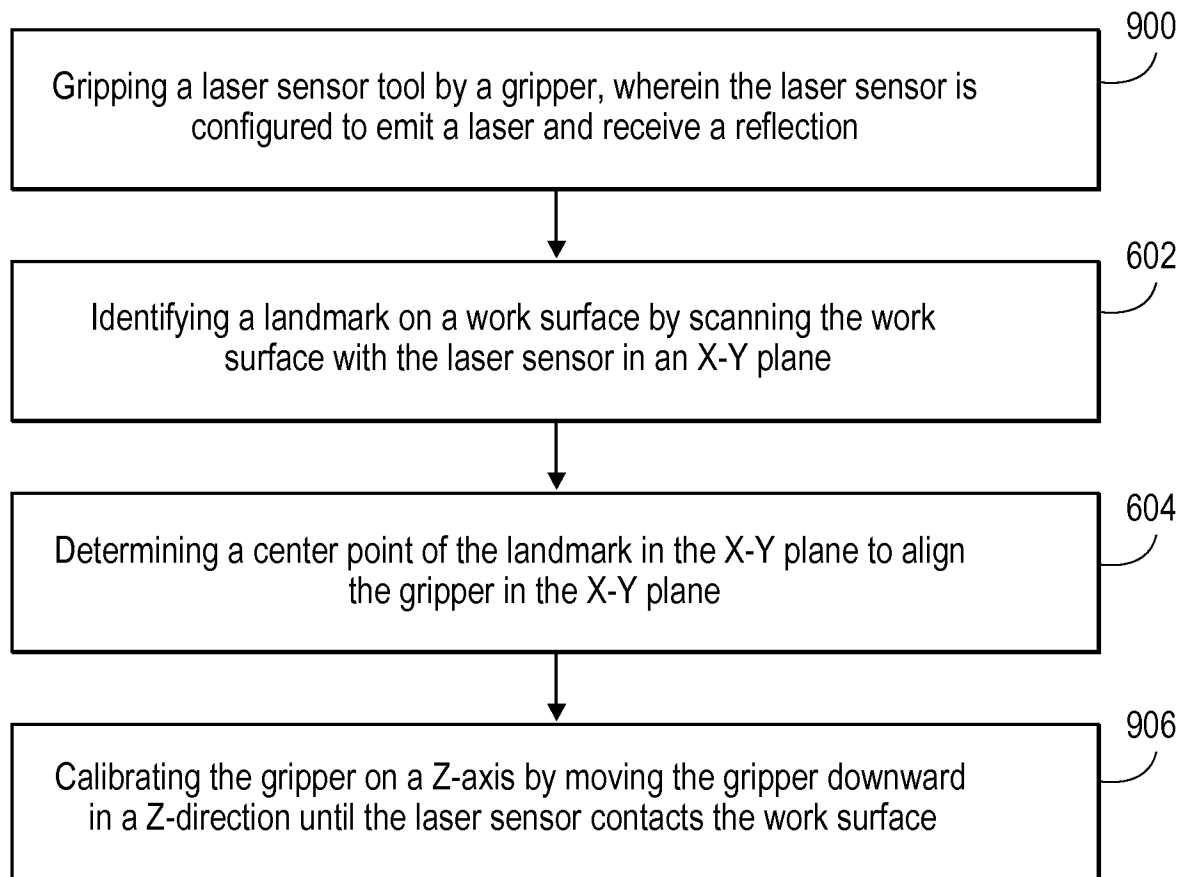 900
Gripping a laser sensor tool by a gripper, wherein the laser sensor is
configured to emit a laser and receive a reflection
602
Identifying a landmark on a work surface by scanning the work
surface with the laser sensor in an X-Y plane
604
Determining a center point of the landmark in the X-Y plane to align
the gripper in the X-Y plane
906
Calibrating the gripper on a Z-axis by moving the gripper downward
in a Z-direction until the laser sensor contacts the work surface